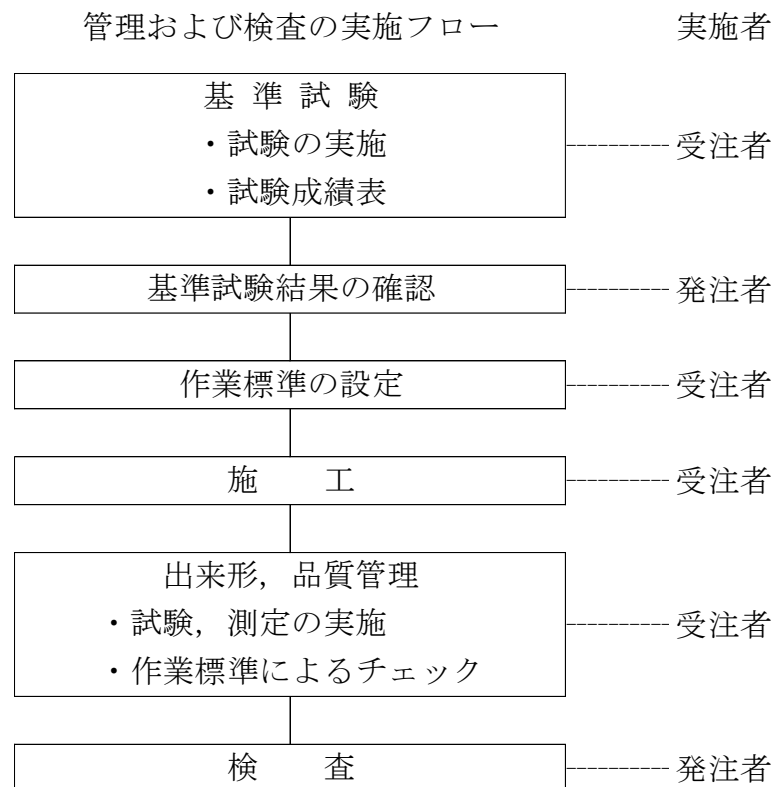 管理および検査の実施フロー 実施者
基準試験
・試験の実施 受注者
・試験成績表
基準試験結果の確認 発注者
作業標準の設定 受注者
施　工 受注者
出来形，品質管理
・試験，測定の実施 受注者
・作業標準によるチェック
検　査 発注者